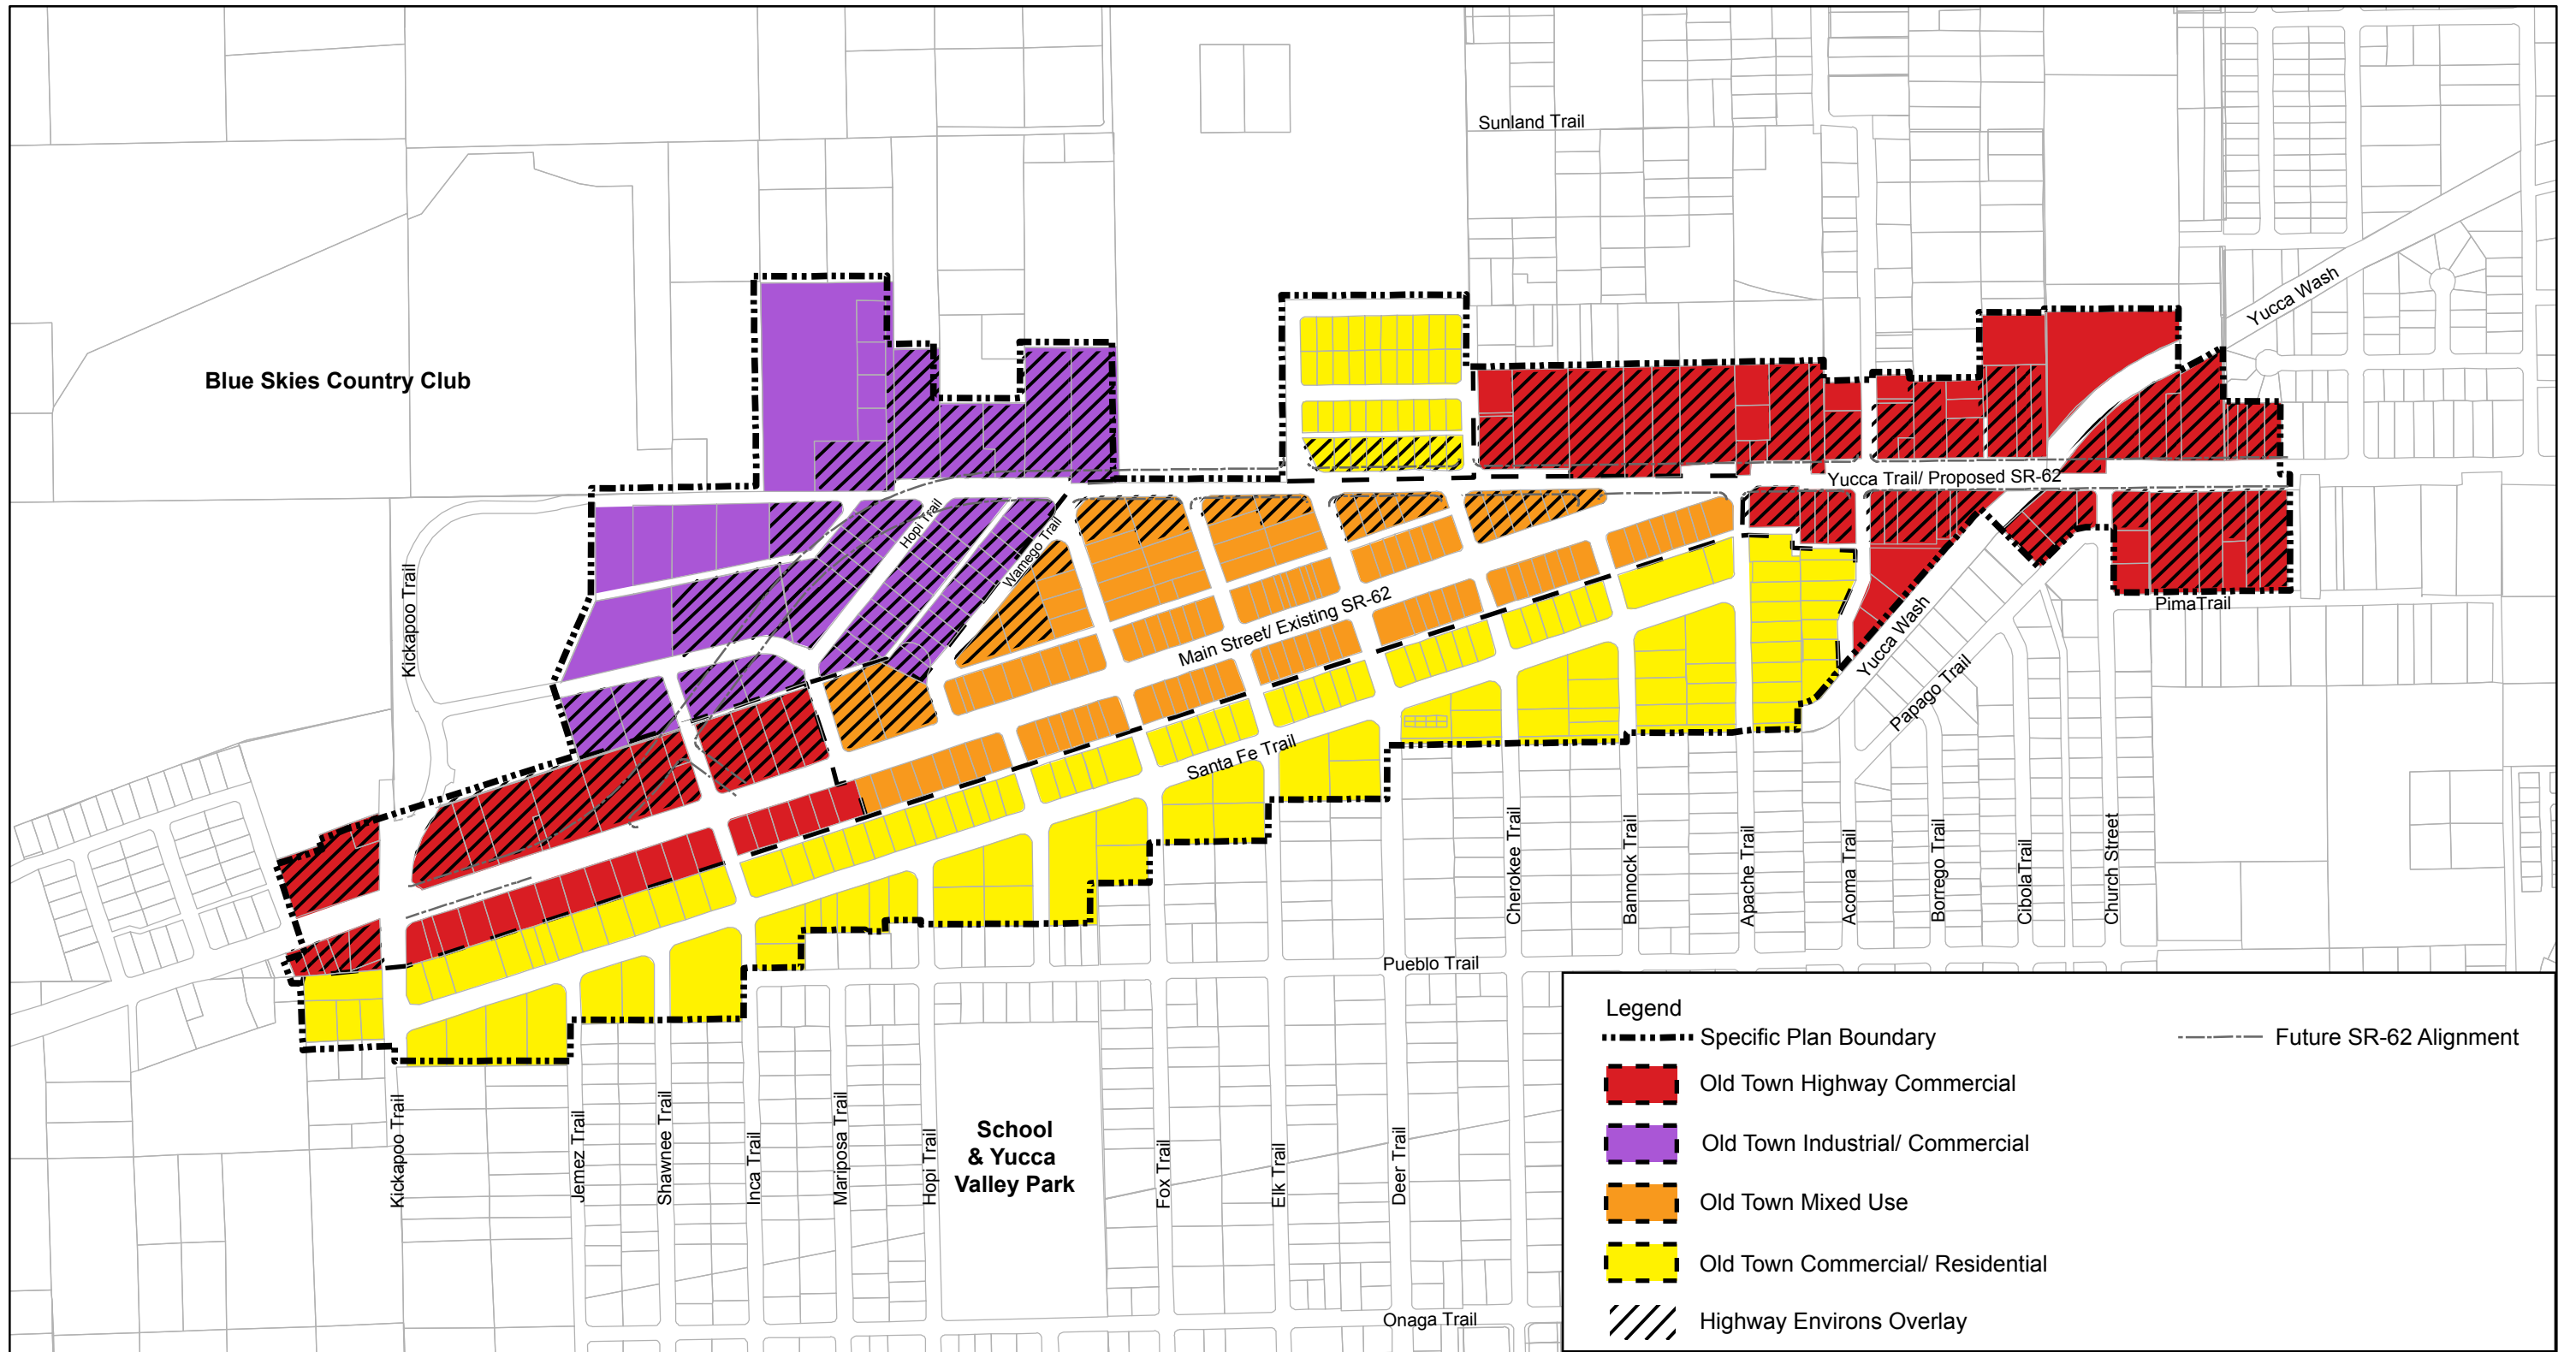 Sunland Trail
Yucca Wash
Blue Skies Country Club
Yucca Trail/ Proposed SR-62
Hopi Trail
Wamego Trail
Kickapoo Trail
Main Street/ Existing SR-62
PimaTrail
Yucca Wash
Papago Trail
Santa Fe Trail
Cherokee Trail
Bannock Trail
Apache Trail
Acoma Trail
Borrego Trail
CibolaTrail
Church Street
Pueblo Trail
Kickapoo Trail
Jemez Trail
Shawnee Trail
Inca Trail
Mariposa Trail
Hopi Trail
School
& Yucca
Valley Park
Fox Trail
Elk Trail
Deer Trail
Onaga Trail
Legend
Specific Plan Boundary
Future SR-62 Alignment
Old Town Highway Commercial
Old Town Industrial/ Commercial
Old Town Mixed Use
Old Town Commercial/ Residential
Highway Environs Overlay